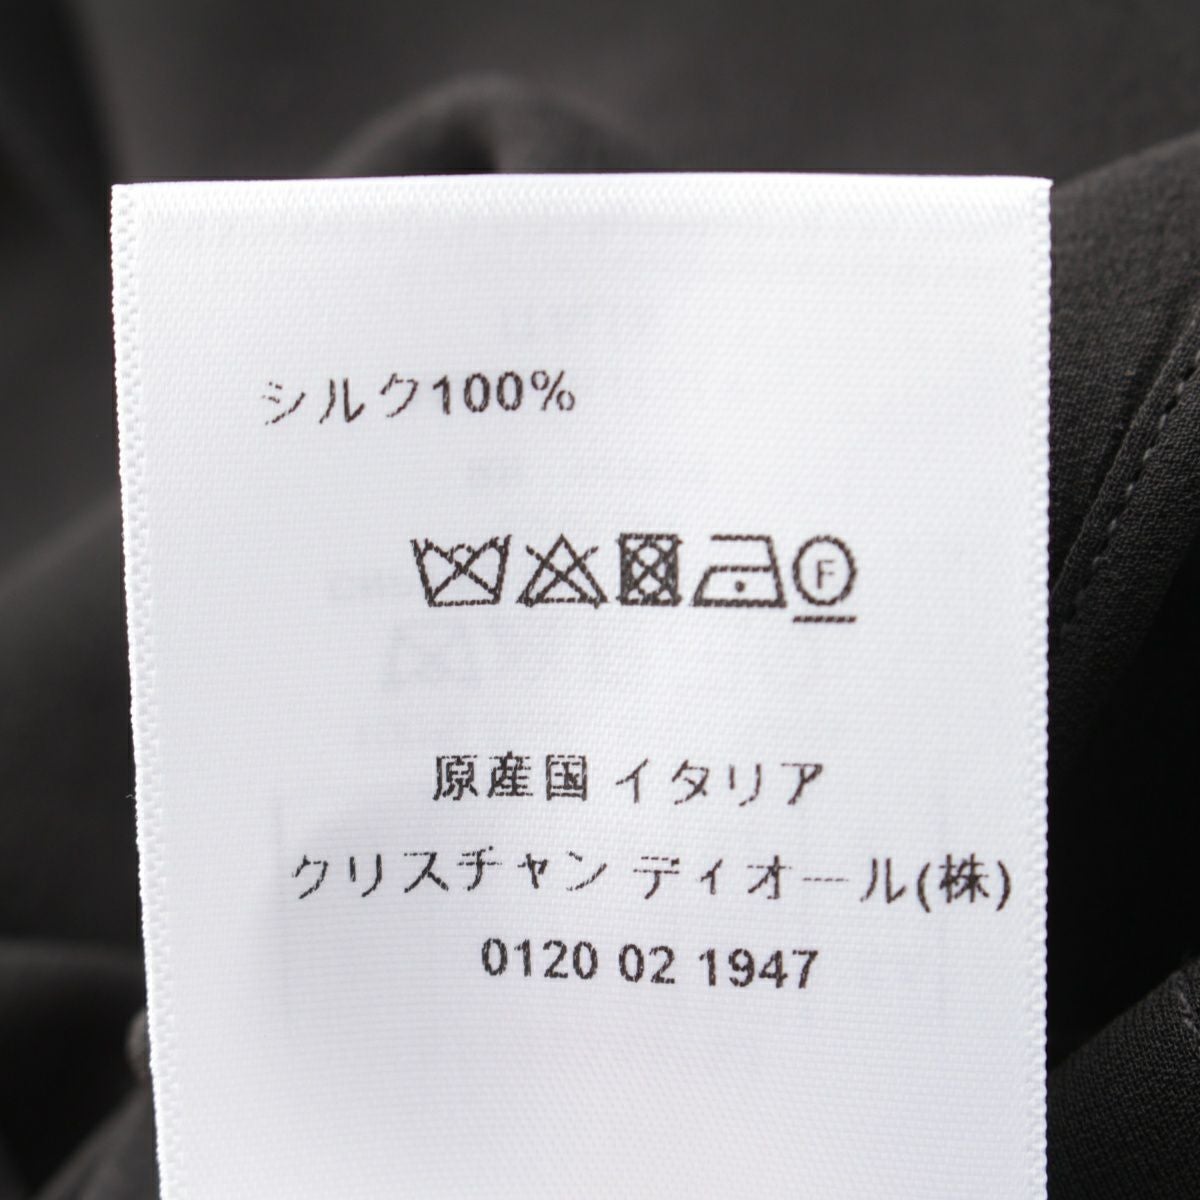 シルク100%
F
原産国 イタリア
クリスチャン ディオール(株)
0120 02 1947